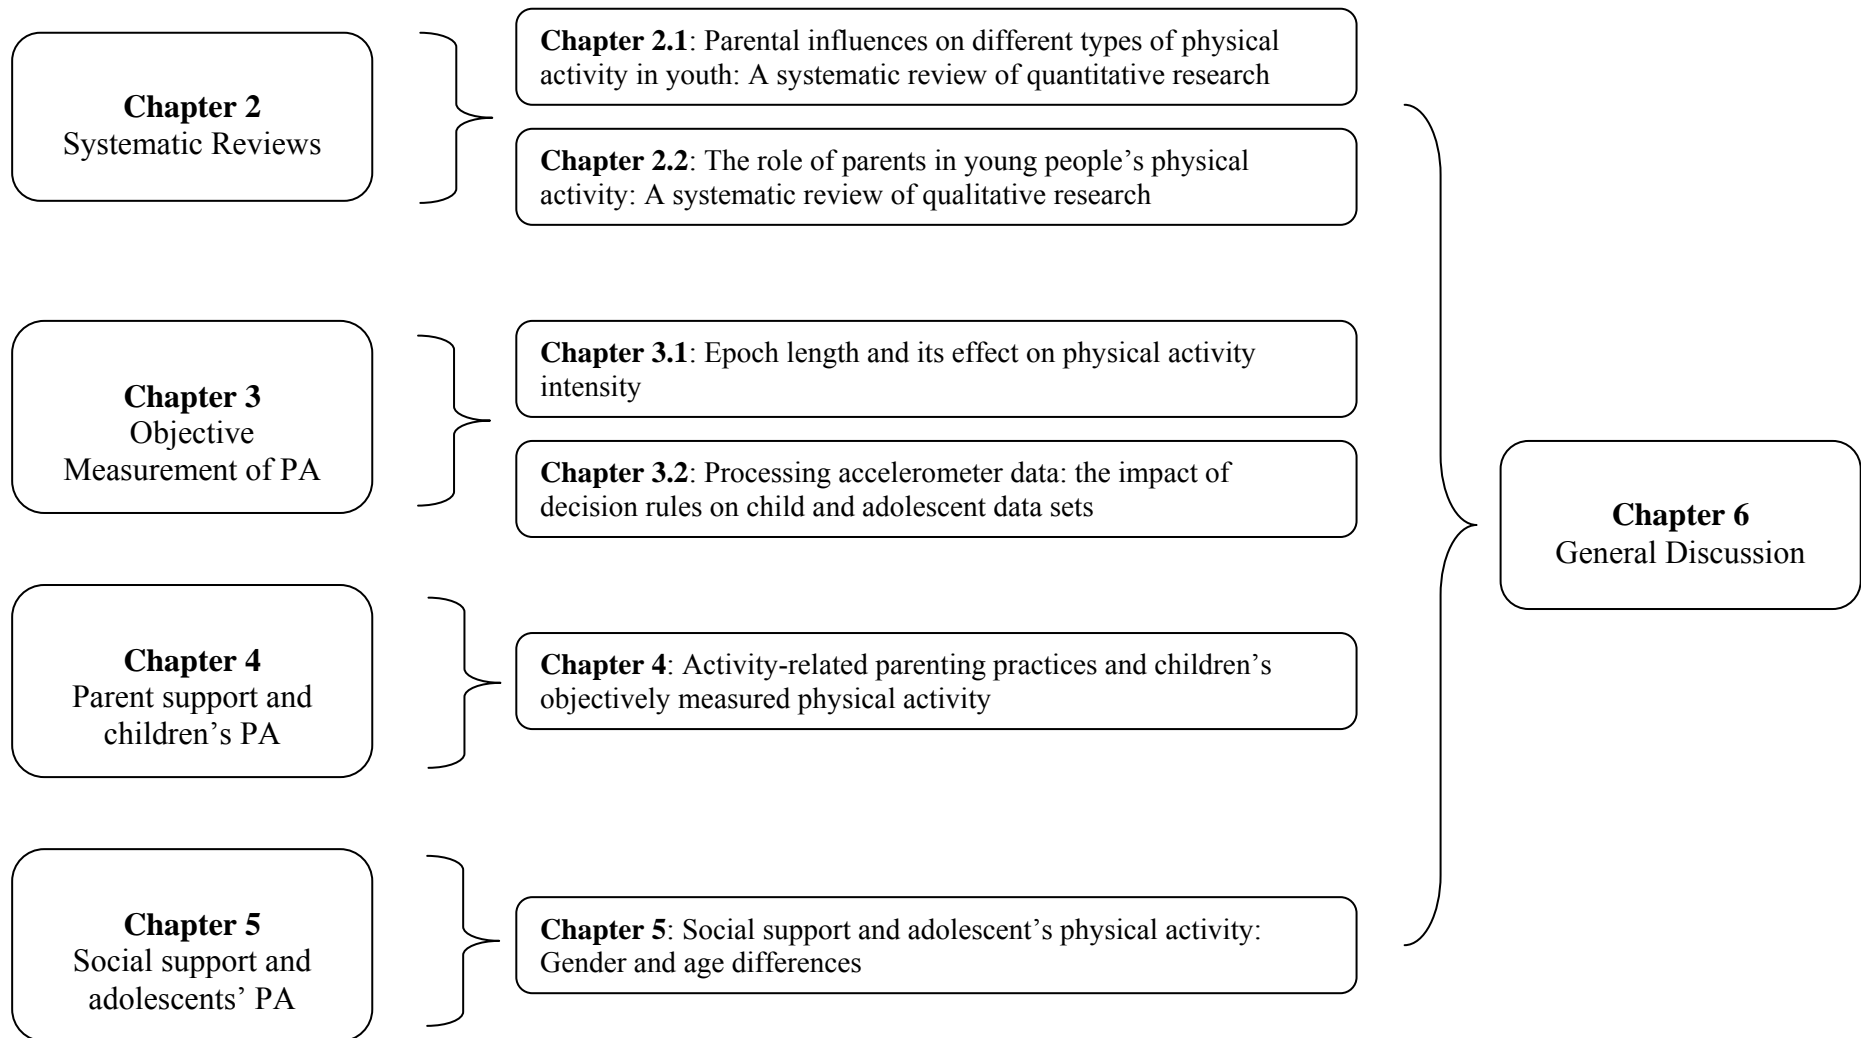 Chapter 2
Systematic Reviews
Chapter 2.1: Parental influences on different types of physical
activity in youth: A systematic review of quantitative research
Chapter 2.2: The role of parents in young people’s physical
activity: A systematic review of qualitative research
Chapter 3
Objective
Measurement of PA
Chapter 3.1: Epoch length and its effect on physical activity
intensity
Chapter 3.2: Processing accelerometer data: the impact of
decision rules on child and adolescent data sets
Chapter 4
Parent support and
children’s PA
Chapter 4: Activity-related parenting practices and children’s
objectively measured physical activity
Chapter 5
Social support and
adolescents’ PA
Chapter 5: Social support and adolescent’s physical activity:
Gender and age differences
Chapter 6
General Discussion